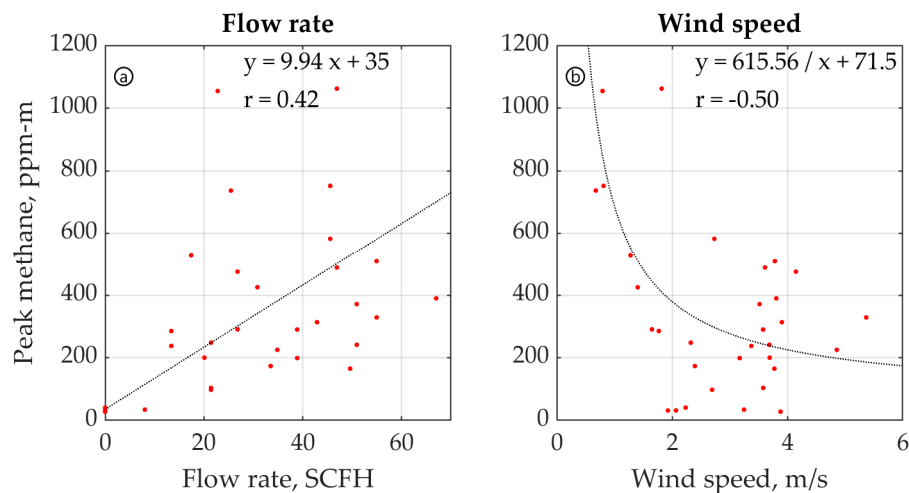 Flow rate
1200
1000
800
600
400
200
0
a
y = 9.94 x + 35
r = 0.42
0
20
40
60
Peak methane, ppm-m
Flow rate, SCFH
Wind speed
1200
1000
800
600
400
200
0
b
y = 615.56 / x + 71.5
r = -0.50
0
2
4
6
Wind speed, m/s